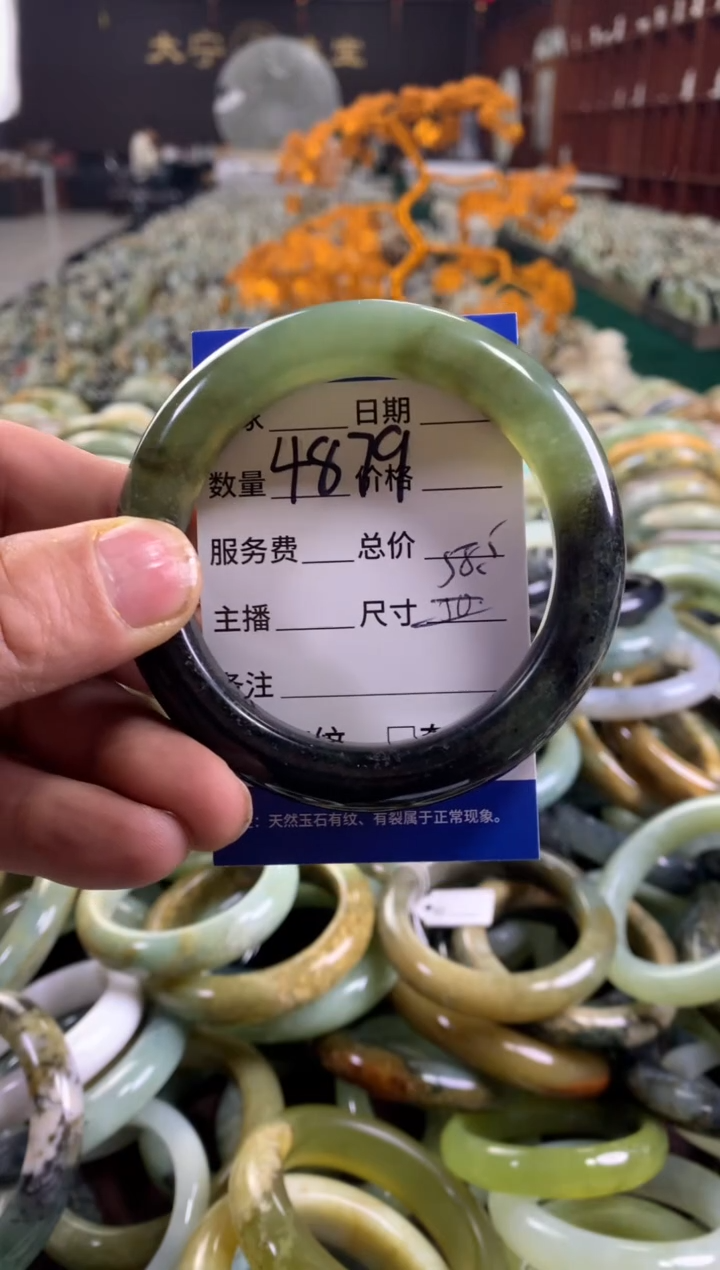 日期
4879
数量 价格
服务费 总价
主播 尺寸
注
天然玉石有纹、有裂属于正常现象。